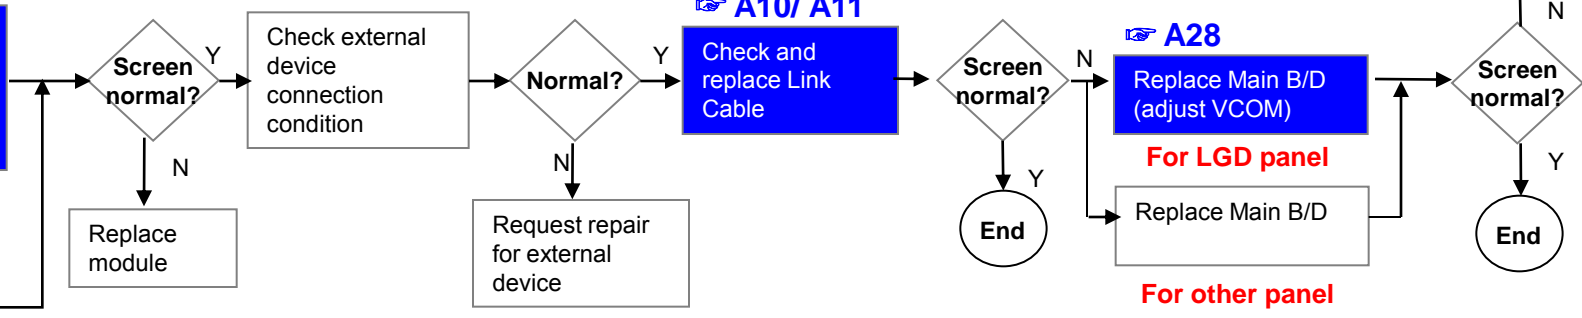 Screen
normal?
Y
N
Replace
module
Check external
device
connection
condition
Normal?
Y
N
Request repair
for external
device
☞ A10/ A11
Check and
replace Link
Cable
Screen
normal?
N
Y
End
☞ A28
Replace Main B/D
(adjust VCOM)
For LGD panel
Replace Main B/D
For other panel
N
Screen
normal?
Y
End